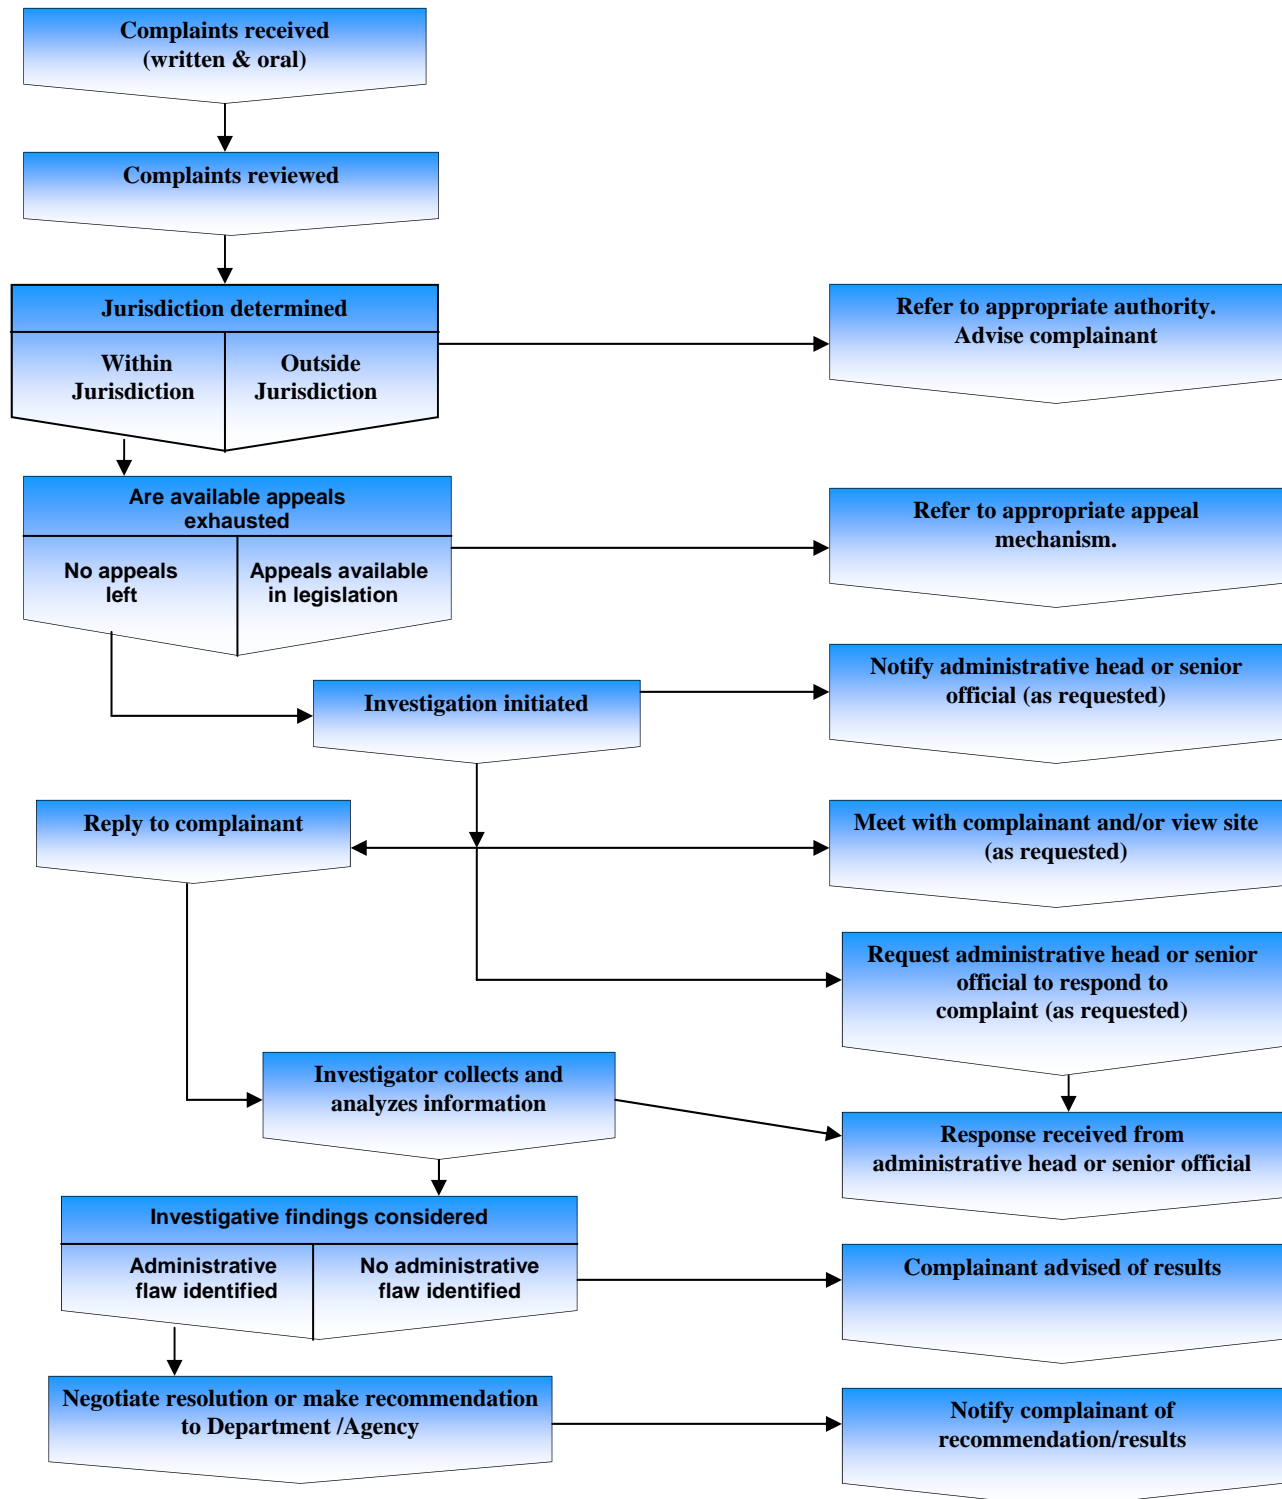 Complaints received
(written & oral)
Complaints reviewed
Jurisdiction determined
Within
Jurisdiction
Outside
Jurisdiction
Refer to appropriate authority.
Advise complainant
Are available appeals
exhausted
No appeals
left
Appeals available
in legislation
Refer to appropriate appeal
mechanism.
Investigation initiated
Notify administrative head or senior
official (as requested)
Reply to complainant
Meet with complainant and/or view site
(as requested)
Request administrative head or senior
official to respond to
complaint (as requested)
Investigator collects and
analyzes information
Response received from
administrative head or senior official
Investigative findings considered
Administrative
flaw identified
No administrative
flaw identified
Complainant advised of results
Negotiate resolution or make recommendation
to Department /Agency
Notify complainant of
recommendation/results